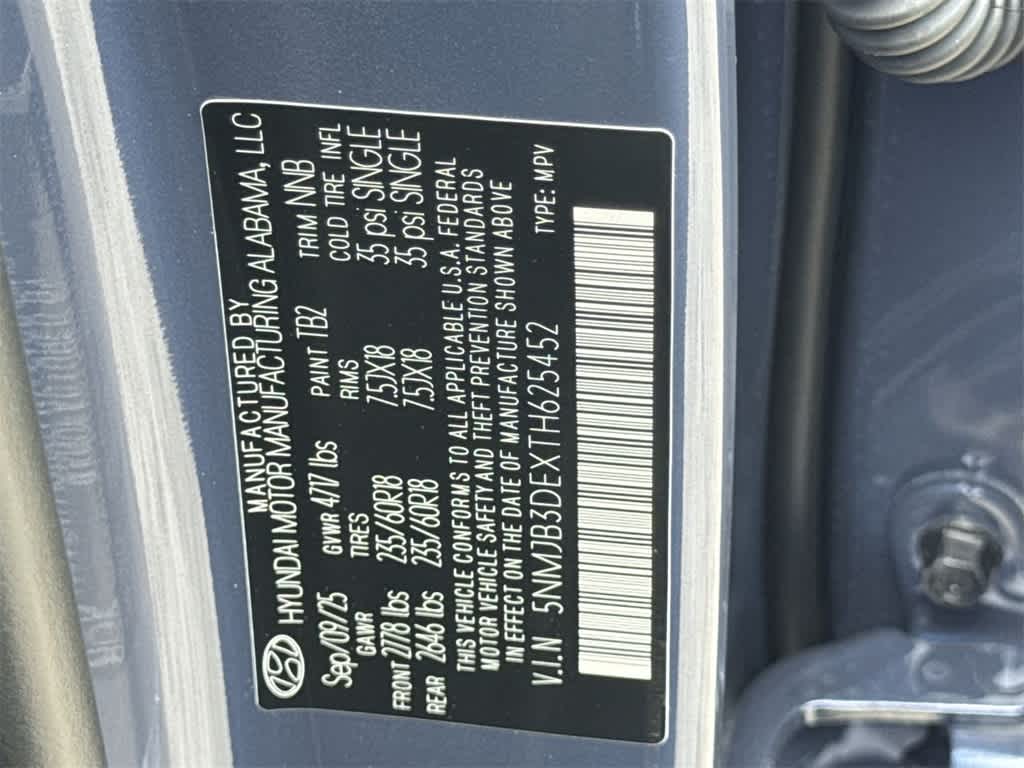 MANUFACTURED BY
HYUNDAI MOTOR MANUFACTURING ALABAMA, LLC
Sep/09/25 GVWR 4717 lbs PAINT TB2 TRIM NNB
GAWR TIRES RIMS COLD TIRE INFL
FRONT 2778 lbs 235/60R18 7.5JX18 35 psi SINGLE
REAR 2646 lbs 235/60R18 7.5JX18 35 psi SINGLE
THIS VEHICLE CONFORMS TO ALL APPLICABLE U.S.A. FEDERAL
MOTOR VEHICLE SAFETY AND THEFT PREVENTION STANDARDS
IN EFFECT ON THE DATE OF MANUFACTURE SHOWN ABOVE
V.I.N 5NMJB3DEXTH625452 TYPE: MPV